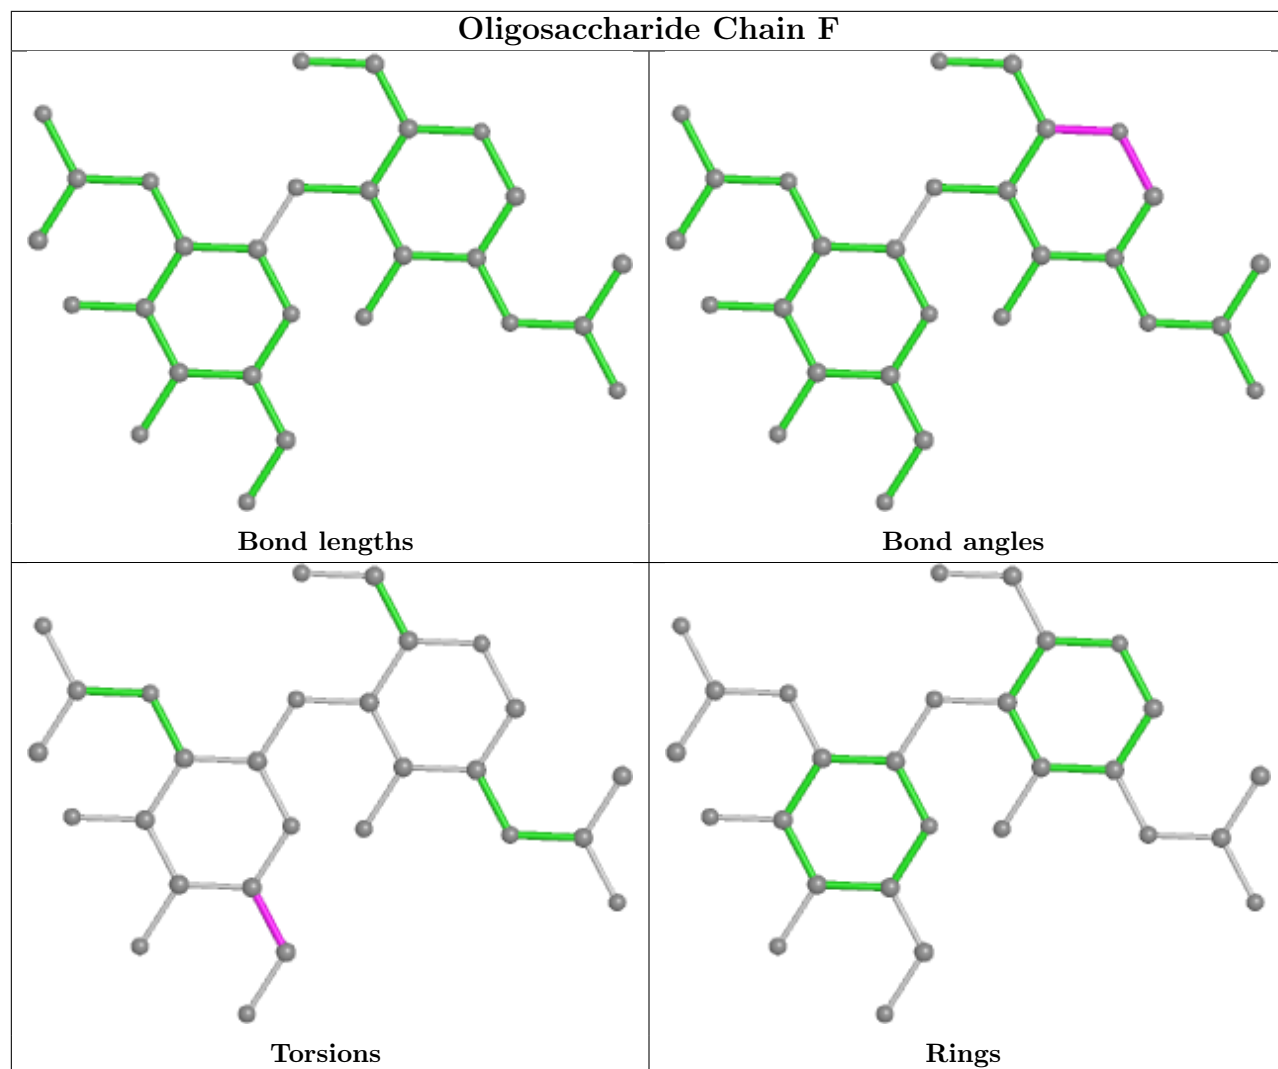 Oligosaccharide Chain F
Bond lengths
Bond angles
Torsions
Rings